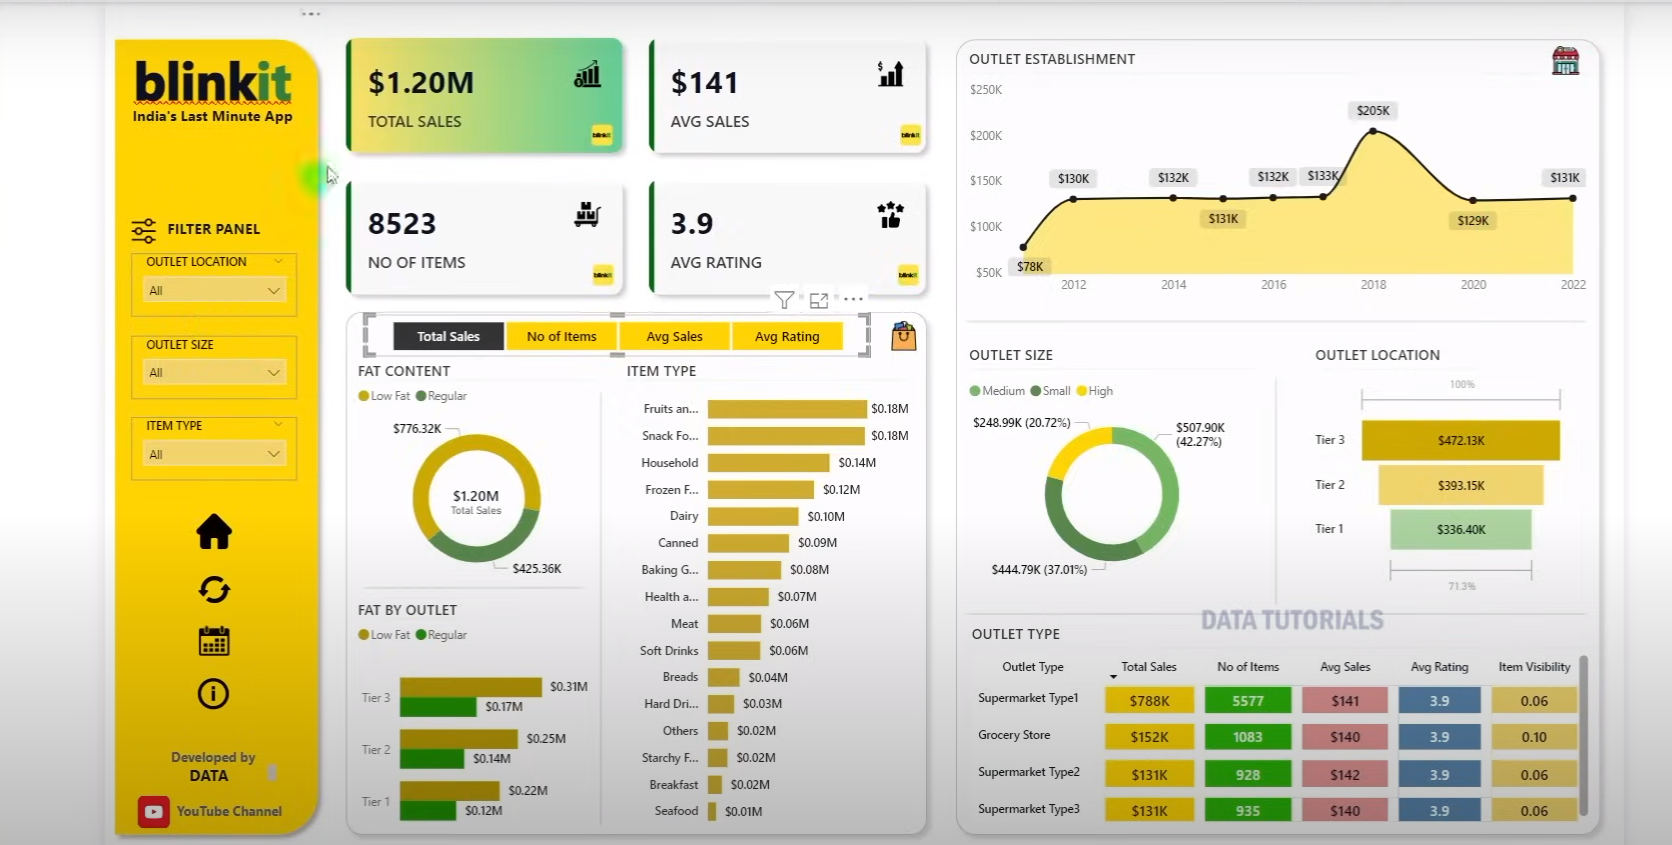 blinkit
India's Last Minute App
FILTER PANEL
OUTLET LOCATION
All
OUTLET SIZE
All
ITEM TYPE
All
Developed by
DATA
YouTube Channel
$1.20M
TOTAL SALES
blinkit
$141
AVG SALES
blinkit
8523
NO OF ITEMS
blinkit
3.9
AVG RATING
blinkit
Total Sales No of Items Avg Sales Avg Rating
FAT CONTENT
Low Fat Regular
$776.32K
$1.20M
Total Sales
$425.36K
FAT BY OUTLET
Low Fat Regular
Tier 3 $0.31M
$0.17M
Tier 2 $0.25M
$0.14M
Tier 1 $0.22M
$0.12M
ITEM TYPE
Fruits an... $0.18M
Snack Fo... $0.18M
Household $0.14M
Frozen F... $0.12M
Dairy $0.10M
Canned $0.09M
Baking G... $0.08M
Health a... $0.07M
Meat $0.06M
Soft Drinks $0.06M
Breads $0.04M
Hard Dri... $0.03M
Others $0.02M
Starchy F... $0.02M
Breakfast $0.02M
Seafood $0.01M
OUTLET ESTABLISHMENT
$250K
$200K
$150K
$100K
$50K
$78K
$130K
$132K
$131K
$132K
$133K
$205K
$129K
$131K
2012 2014 2016 2018 2020 2022
OUTLET SIZE
Medium Small High
$248.99K (20.72%)
$507.90K
(42.27%)
$444.79K (37.01%)
OUTLET LOCATION
100%
Tier 3 $472.13K
Tier 2 $393.15K
Tier 1 $336.40K
71.3%
DATA TUTORIALS
OUTLET TYPE
Outlet Type Total Sales No of Items Avg Sales Avg Rating Item Visibility
Supermarket Type1 $788K 5577 $141 3.9 0.06
Grocery Store $152K 1083 $140 3.9 0.10
Supermarket Type2 $131K 928 $142 3.9 0.06
Supermarket Type3 $131K 935 $140 3.9 0.06